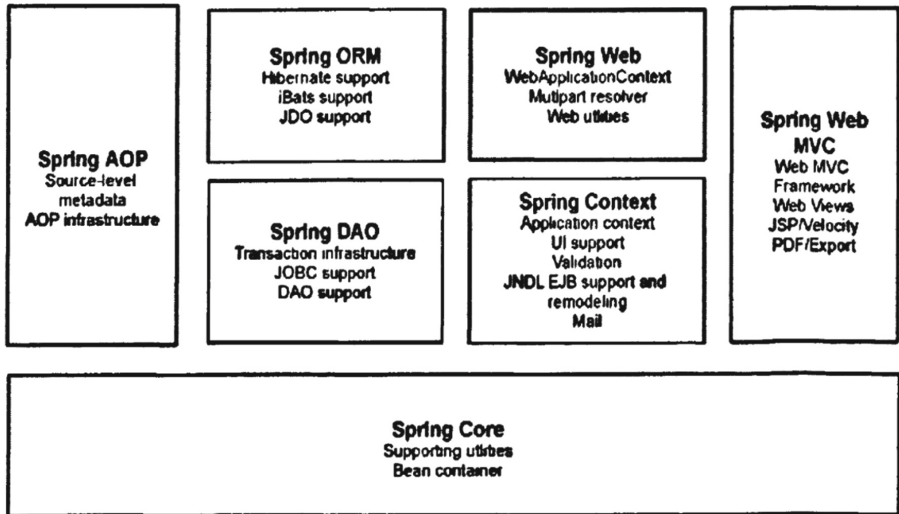 Spring AOP
Source-level
metadata
AOP infrastructure
Spring ORM
Hibernate support
iBats support
JDO support
Spring DAO
Transaction infrastructure
JOBC support
DAO support
Spring Web
WebApplicationContext
Mutipart resolver
Web utilities
Spring Context
Application context
UI support
Validation
JNDL EJB support and
remodeling
Mail
Spring Web
MVC
Web MVC
Framework
Web Views
JSP/Velocity
PDF/Export
Spring Core
Supporting utilities
Bean container